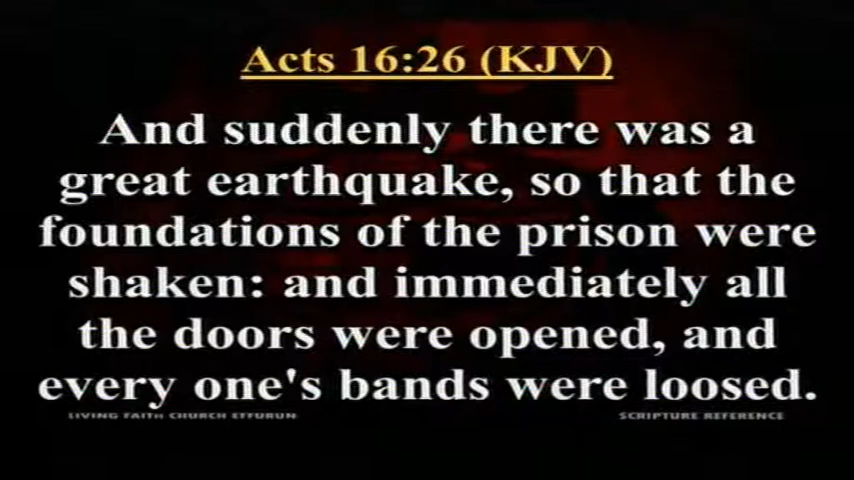 Acts 16:26 (KJV)
And suddenly there was a
great earthquake, so that the
foundations of the prison were
shaken: and immediately all
the doors were opened, and
every one's bands were loosed.
LIVING FAITH CHURCH EFFURUN
SCRIPTURE REFERENCE